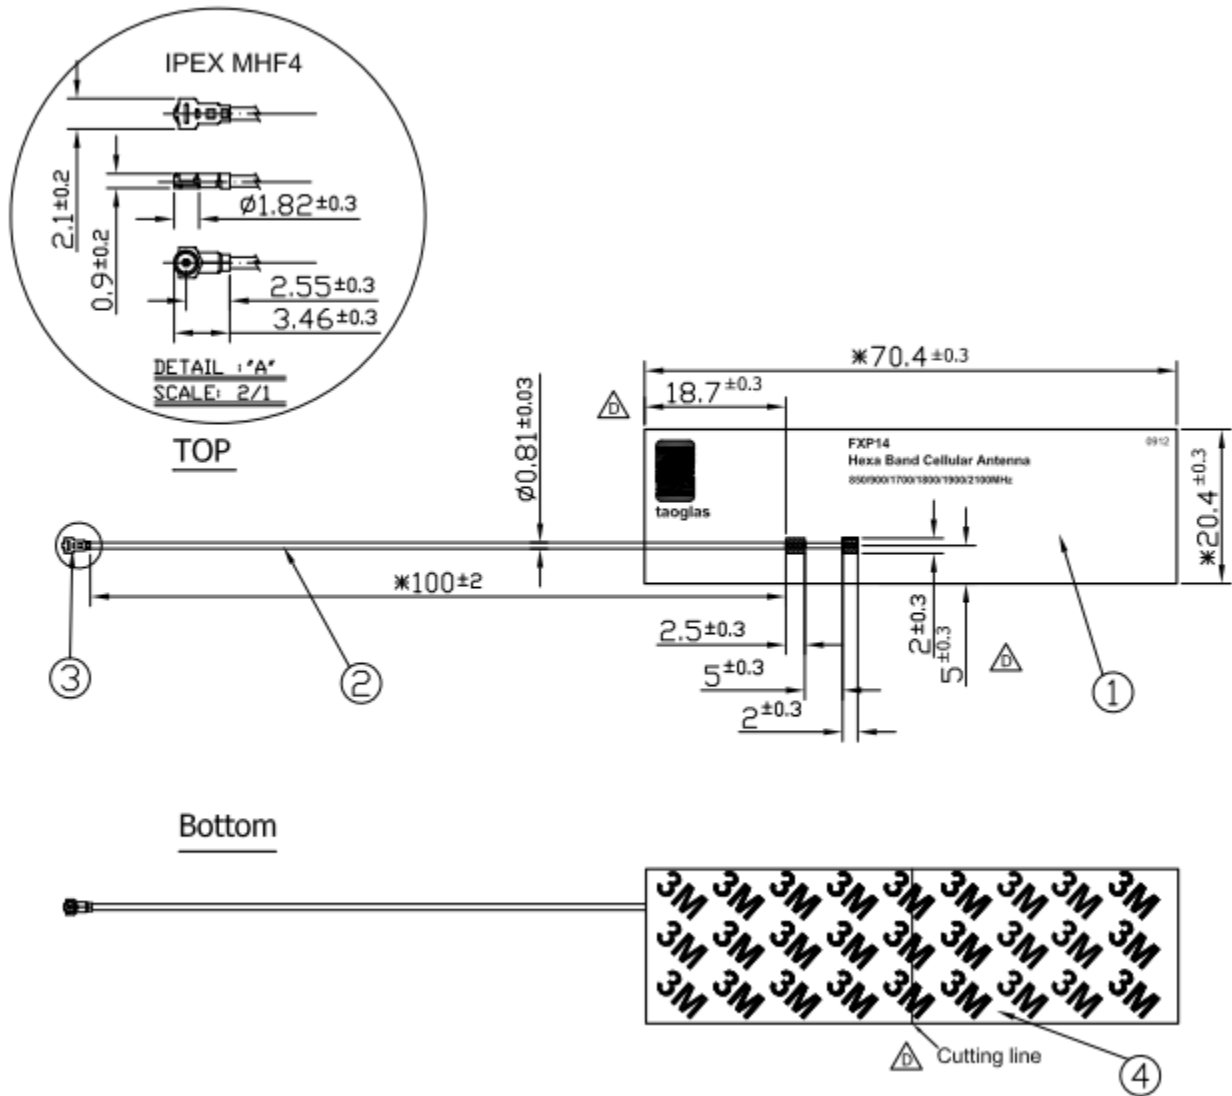 IPEX MHF4
2.1±0.2
0.9±0.2
Ø1.82±0.3
2.55±0.3
3.46±0.3
DETAIL :"A"
SCALE: 2/1
TOP
Ø0.81±0.03
D
※70.4±0.3
18.7±0.3
※20.4±0.3
taoglas
FXP14
Hexa Band Cellular Antenna
850/900/1700/1800/1900/2100MHz
0912
※100±2
2.5±0.3
5±0.3
2±0.3
2±0.3
5±0.3
D
3
2
1
Bottom
3M 3M 3M 3M 3M 3M 3M 3M 3M
3M 3M 3M 3M 3M 3M 3M 3M 3M
3M 3M 3M 3M 3M 3M 3M 3M 3M
D
Cutting line
4